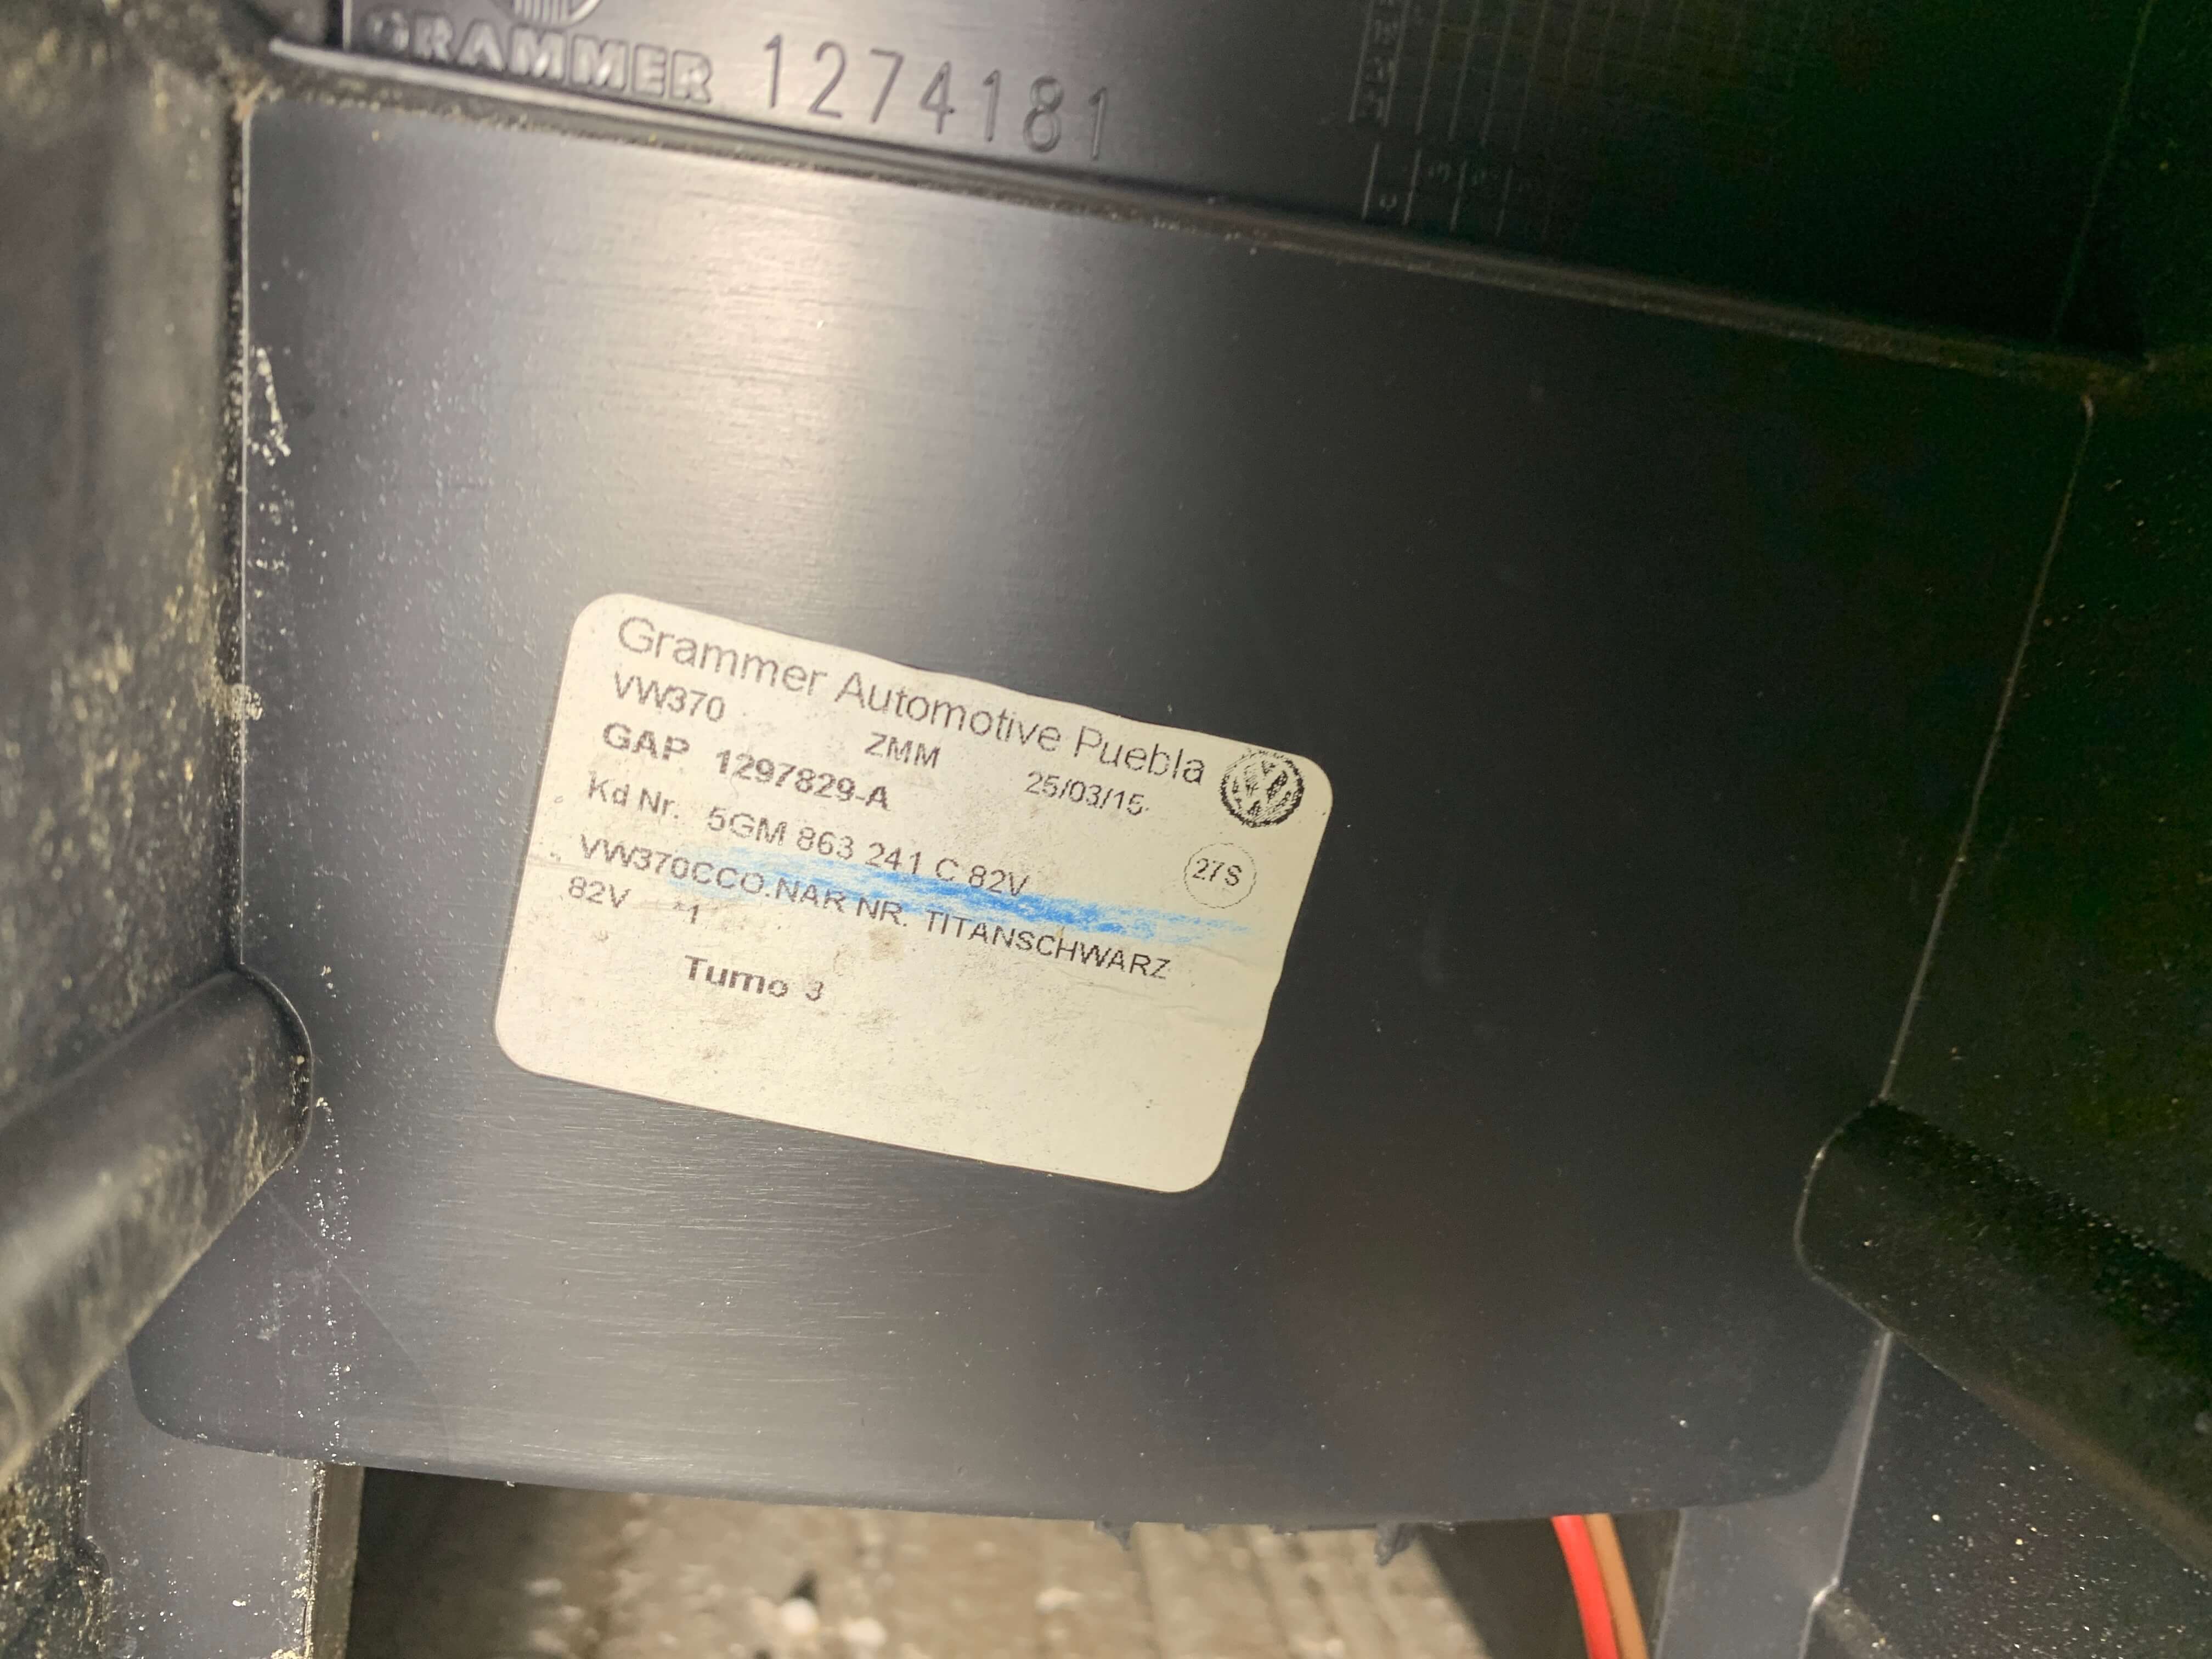 GRAMMER 1274181
Grammer Automotive Puebla
VW370 ZMM 25/03/15
GAP 1297829-A
Kd Nr. 5GM 863 241 C 82V
27S
VW370CCO.NAR NR. TITANSCHWARZ
82V *1
Turno 3